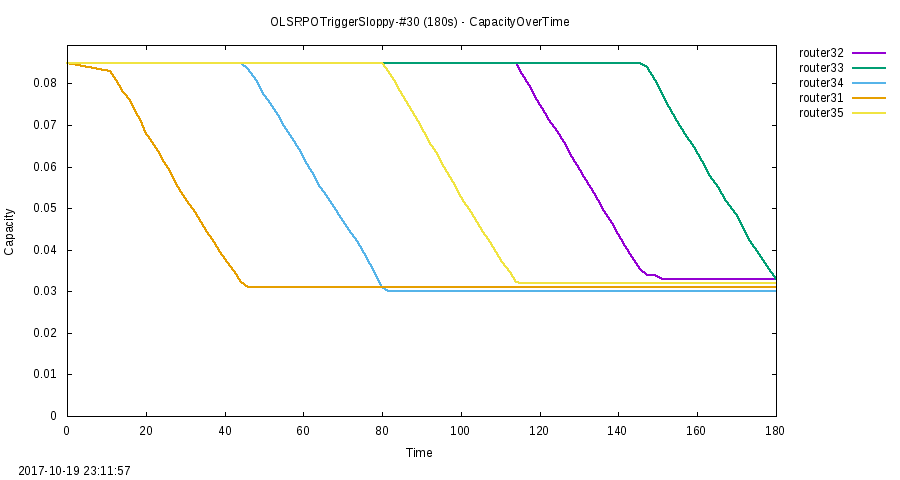 OLSRPOTriggerSloppy-#30 (180s) - CapacityOverTime
router32
router33
router34
router31
router35
0.08
0.07
0.06
0.05
0.04
0.03
0.02
0.01
0
Capacity
0 20 40 60 80 100 120 140 160 180
Time
2017-10-19 23:11:57